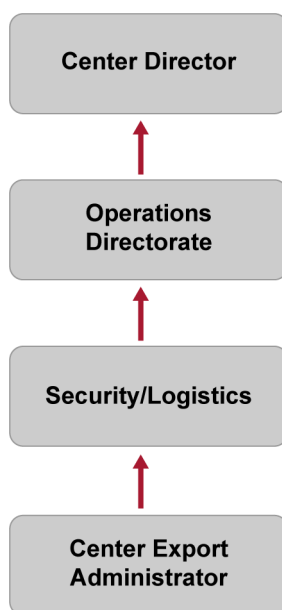 Center Director
Operations
Directorate
Security/Logistics
Center Export
Administrator